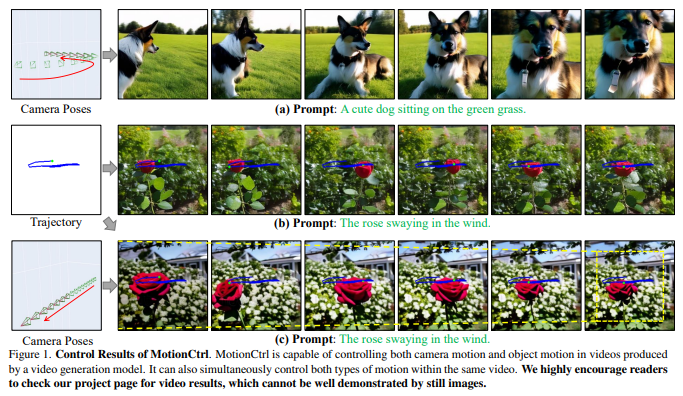 Camera Poses
(a) Prompt: A cute dog sitting on the green grass.
Trajectory
(b) Prompt: The rose swaying in the wind.
Camera Poses
(c) Prompt: The rose swaying in the wind.
Figure 1. Control Results of MotionCtrl. MotionCtrl is capable of controlling both camera motion and object motion in videos produced
by a video generation model. It can also simultaneously control both types of motion within the same video. We highly encourage readers
to check our project page for video results, which cannot be well demonstrated by still images.